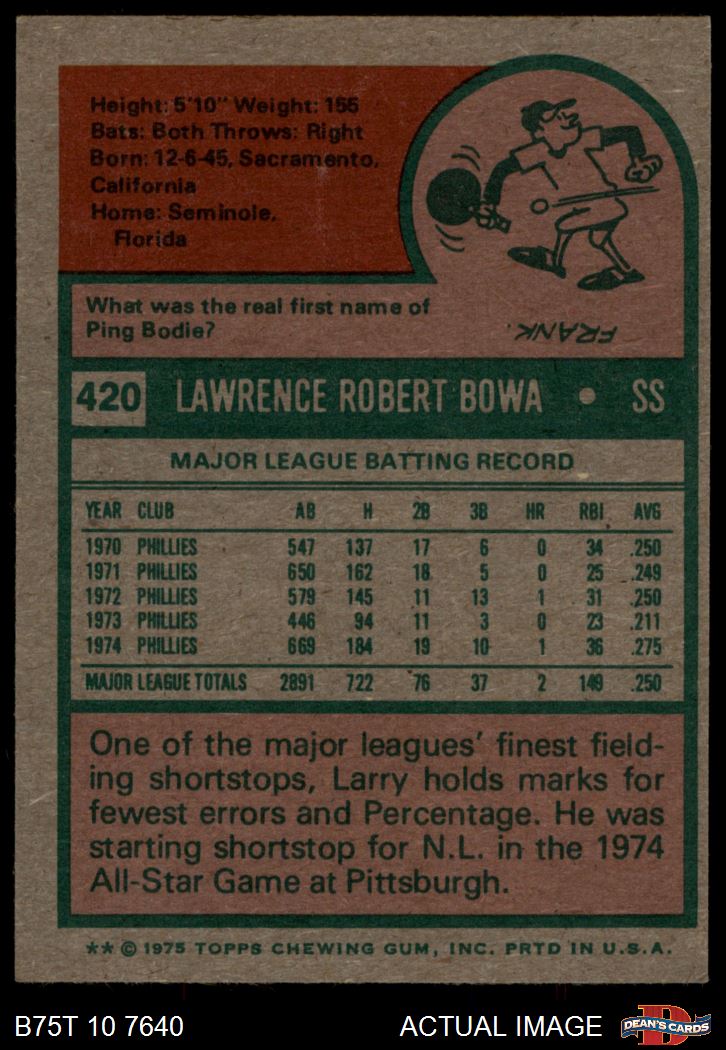 Height: 5'10" Weight: 155
Bats: Both Throws: Right
Born: 12-6-45, Sacramento,
California
Home: Seminole,
Florida
What was the real first name of
Ping Bodie?
FRANK.
420 LAWRENCE ROBERT BOWA • SS
MAJOR LEAGUE BATTING RECORD
YEAR CLUB AB H 2B 3B HR RBI AVG
1970 PHILLIES 547 137 17 6 0 34 .250
1971 PHILLIES 650 162 18 5 0 25 .249
1972 PHILLIES 579 145 11 13 1 31 .250
1973 PHILLIES 446 94 11 3 0 23 .211
1974 PHILLIES 669 184 19 10 1 36 .275
MAJOR LEAGUE TOTALS 2891 722 76 37 2 149 .250
One of the major leagues' finest field-
ing shortstops, Larry holds marks for
fewest errors and Percentage. He was
starting shortstop for N.L. in the 1974
All-Star Game at Pittsburgh.
** © 1975 TOPPS CHEWING GUM, INC. PRTD IN U.S.A.
B75T 10 7640 ACTUAL IMAGE
DEAN'S CARDS